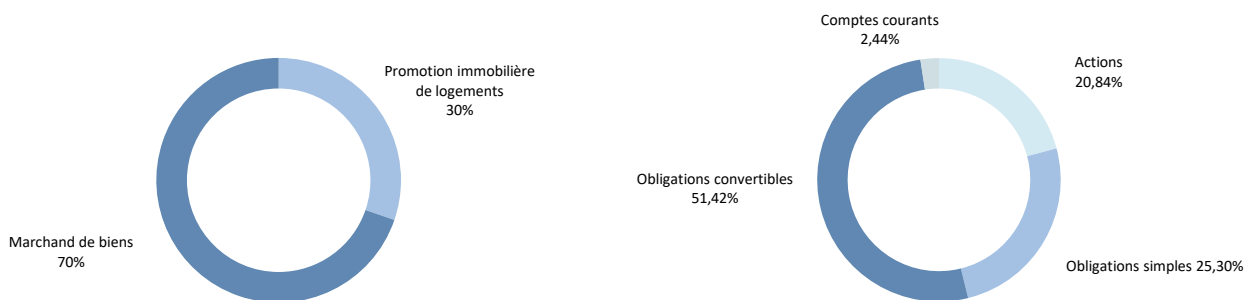 Promotion immobilière
de logements
30%
Marchand de biens
70%
Comptes courants
2,44%
Actions
20,84%
Obligations convertibles
51,42%
Obligations simples 25,30%